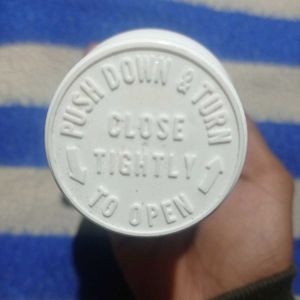 PUSH DOWN & TURN
CLOSE
TIGHTLY
TO OPEN